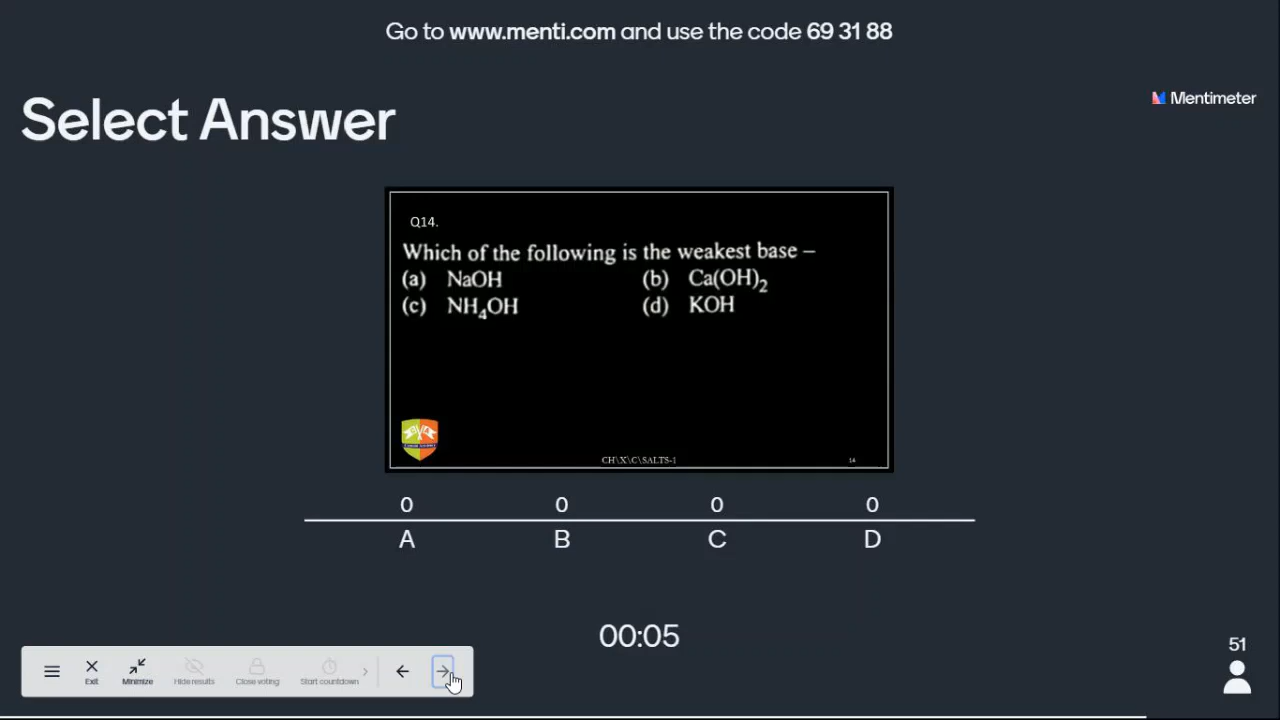 Go to www.menti.com and use the code 69 31 88
Mentimeter
Select Answer
Q14.
Which of the following is the weakest base –
(a) NaOH (b) Ca(OH)₂
(c) NH₄OH (d) KOH
CH\X\C\SALTS-1 14
0 0 0 0
A B C D
00:05
51
Exit Minimize Hide results Close voting Start countdown